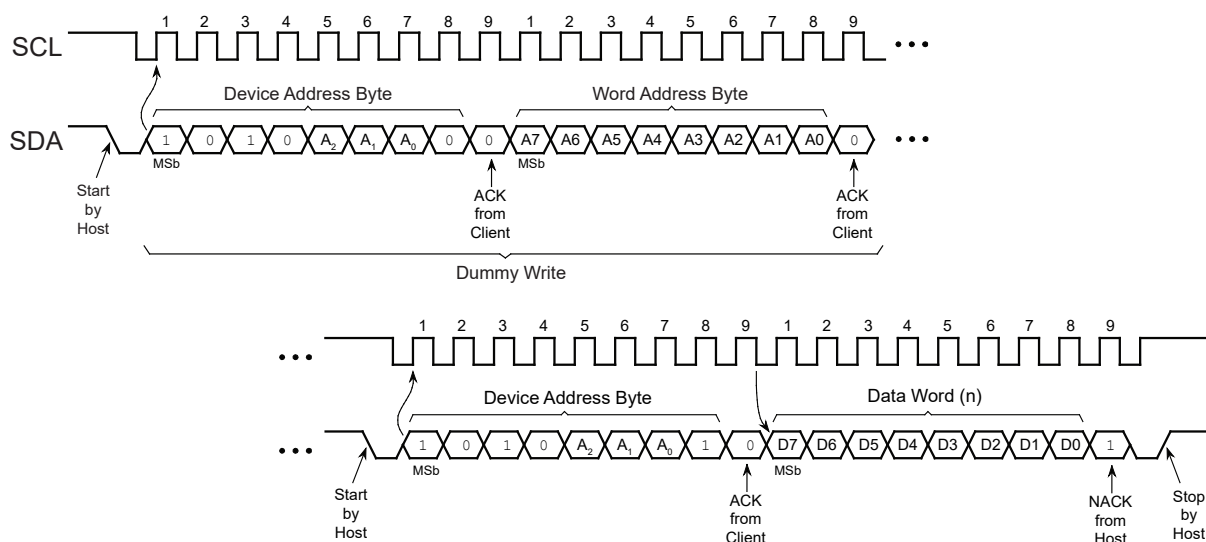 1 2 3 4 5 6 7 8 9 1 2 3 4 5 6 7 8 9
SCL
Device Address Byte Word Address Byte
SDA 1 0 1 0 A₂ A₁ A₀ 0 0 A7 A6 A5 A4 A3 A2 A1 A0 0
MSb MSb
Start
by
Host
ACK
from
Client
ACK
from
Client
Dummy Write
1 2 3 4 5 6 7 8 9 1 2 3 4 5 6 7 8 9
Device Address Byte Data Word (n)
1 0 1 0 A₂ A₁ A₀ 1 0 D7 D6 D5 D4 D3 D2 D1 D0 1
MSb MSb
Start
by
Host
ACK
from
Client
NACK
from
Host
Stop
by
Host